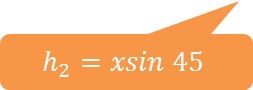 h₂ = xsin 45